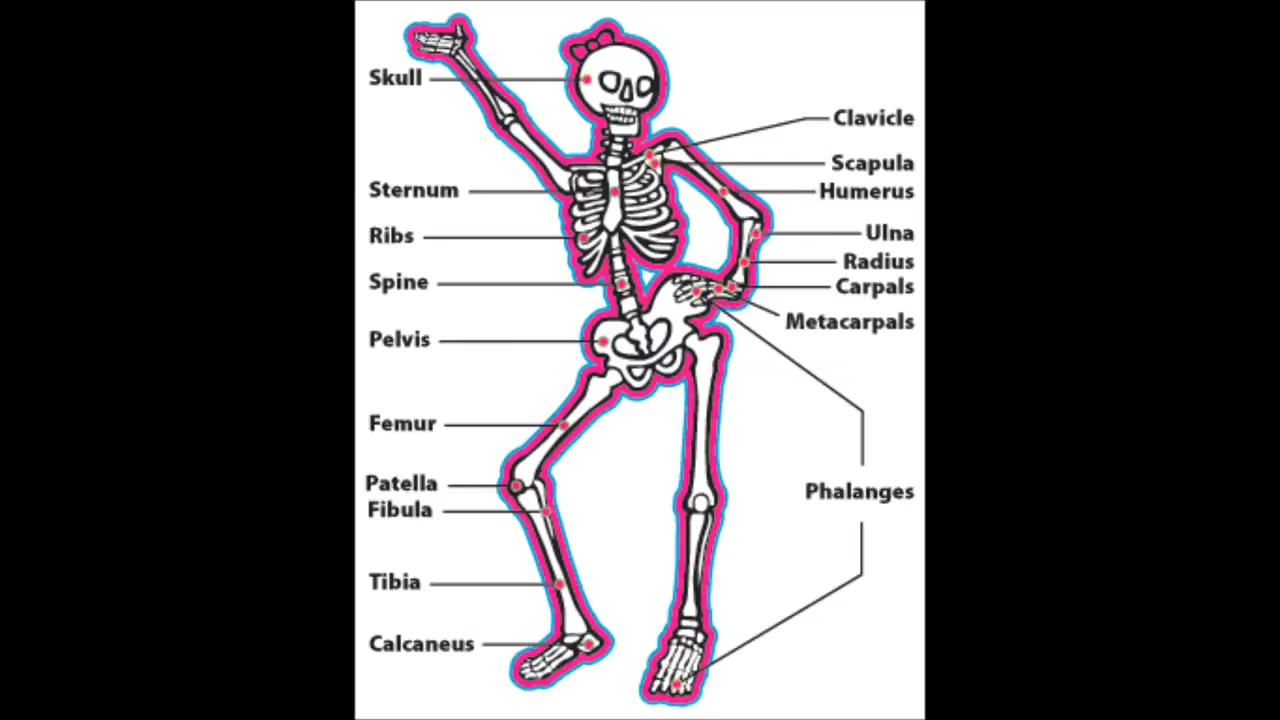 Skull
Sternum
Ribs
Spine
Pelvis
Femur
Patella
Fibula
Tibia
Calcaneus
Clavicle
Scapula
Humerus
Ulna
Radius
Carpals
Metacarpals
Phalanges